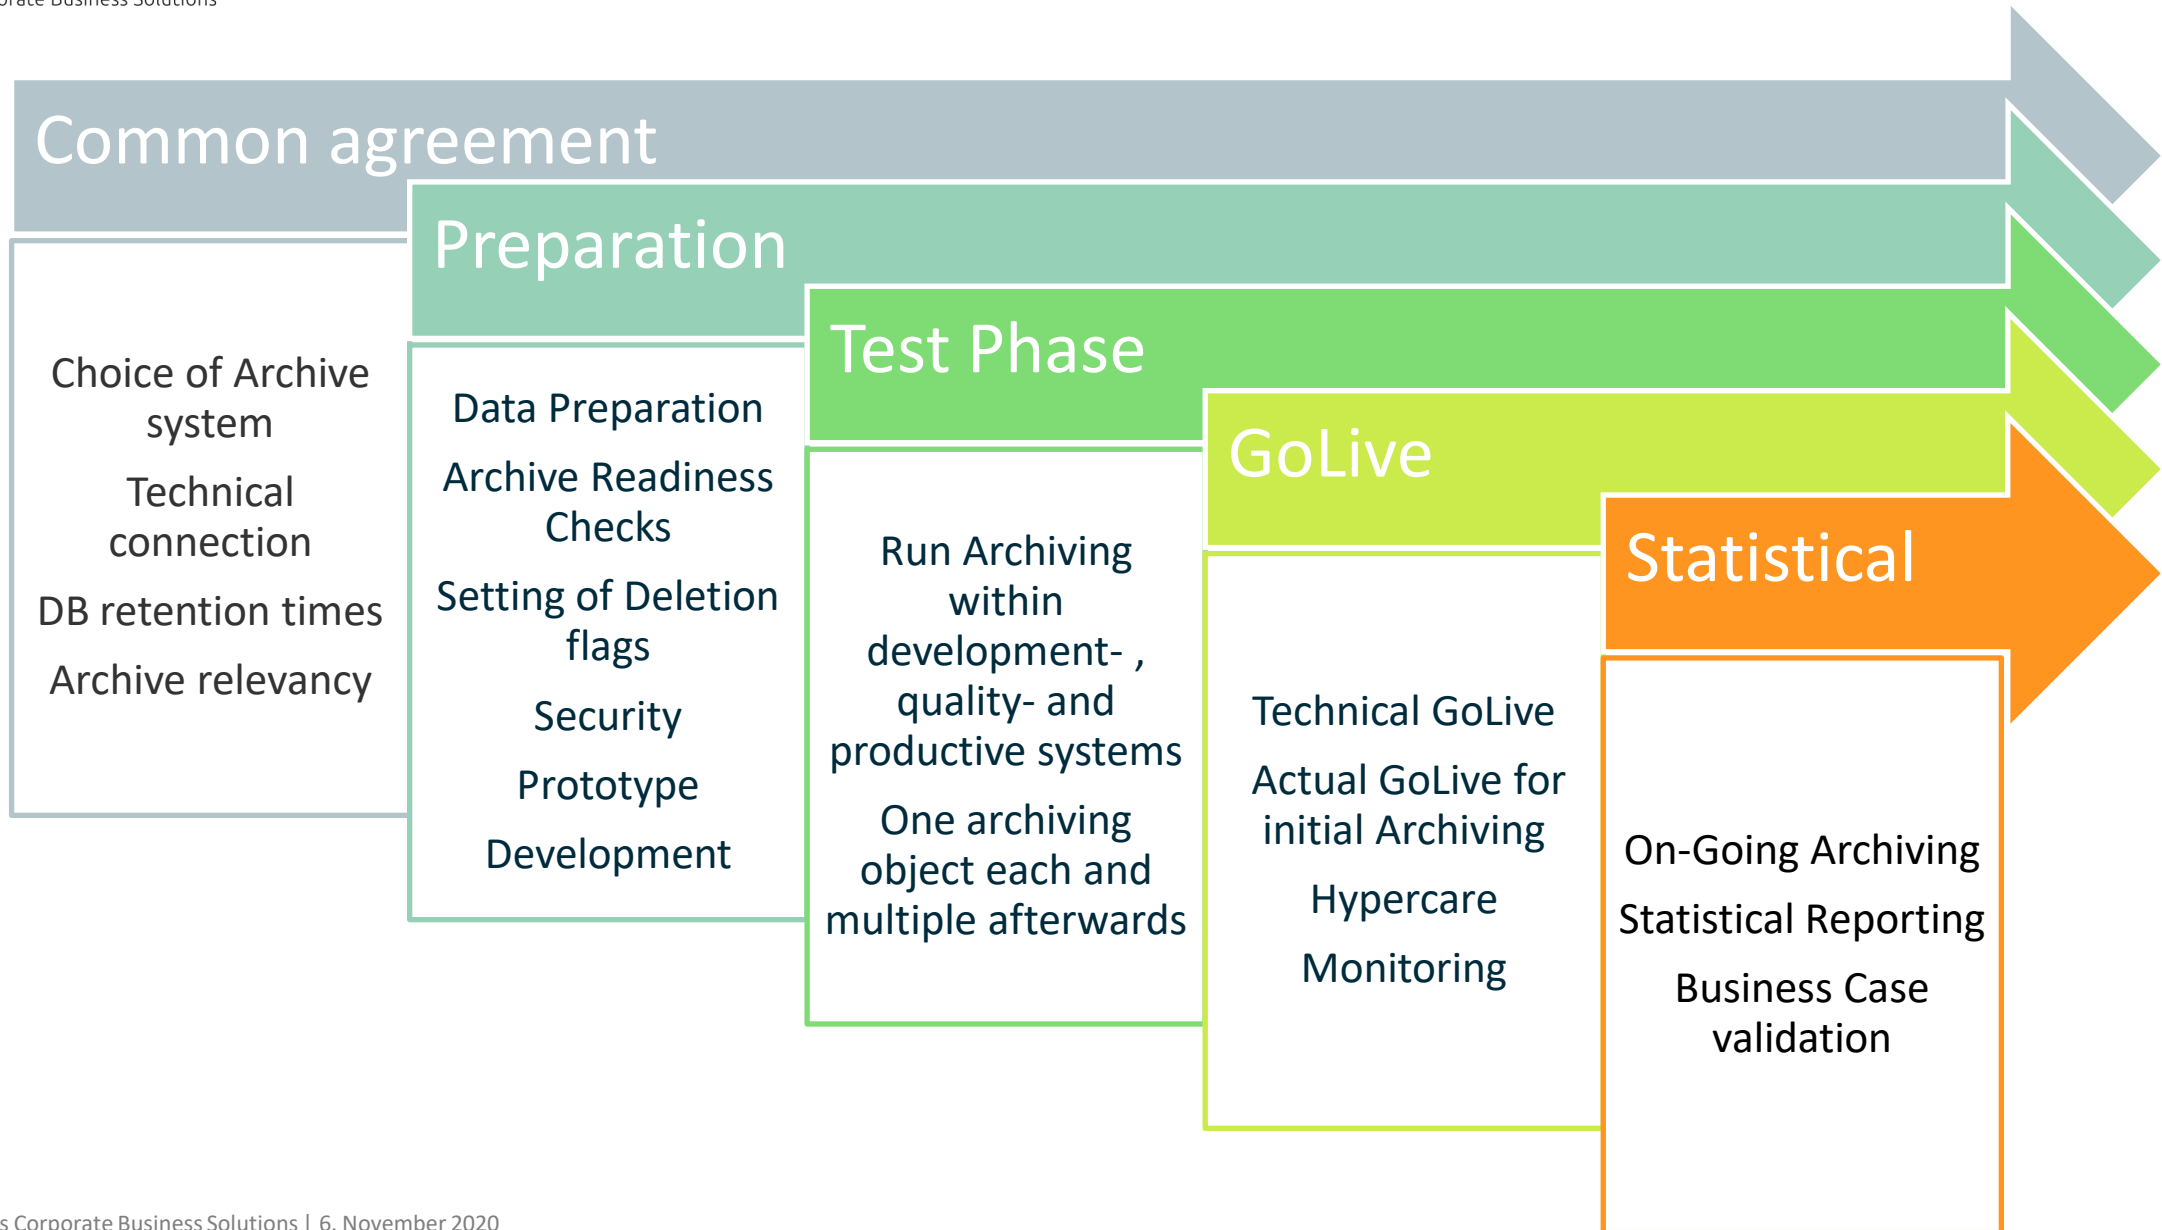 Business Solutions
Common agreement
Choice of Archive
system
Technical
connection
DB retention times
Archive relevancy
Preparation
Data Preparation
Archive Readiness
Checks
Setting of Deletion
flags
Security
Prototype
Development
Test Phase
Run Archiving
within
development- ,
quality- and
productive systems
One archiving
object each and
multiple afterwards
GoLive
Technical GoLive
Actual GoLive for
initial Archiving
Hypercare
Monitoring
Statistical
On-Going Archiving
Statistical Reporting
Business Case
validation
s Corporate Business Solutions | 6. November 2020